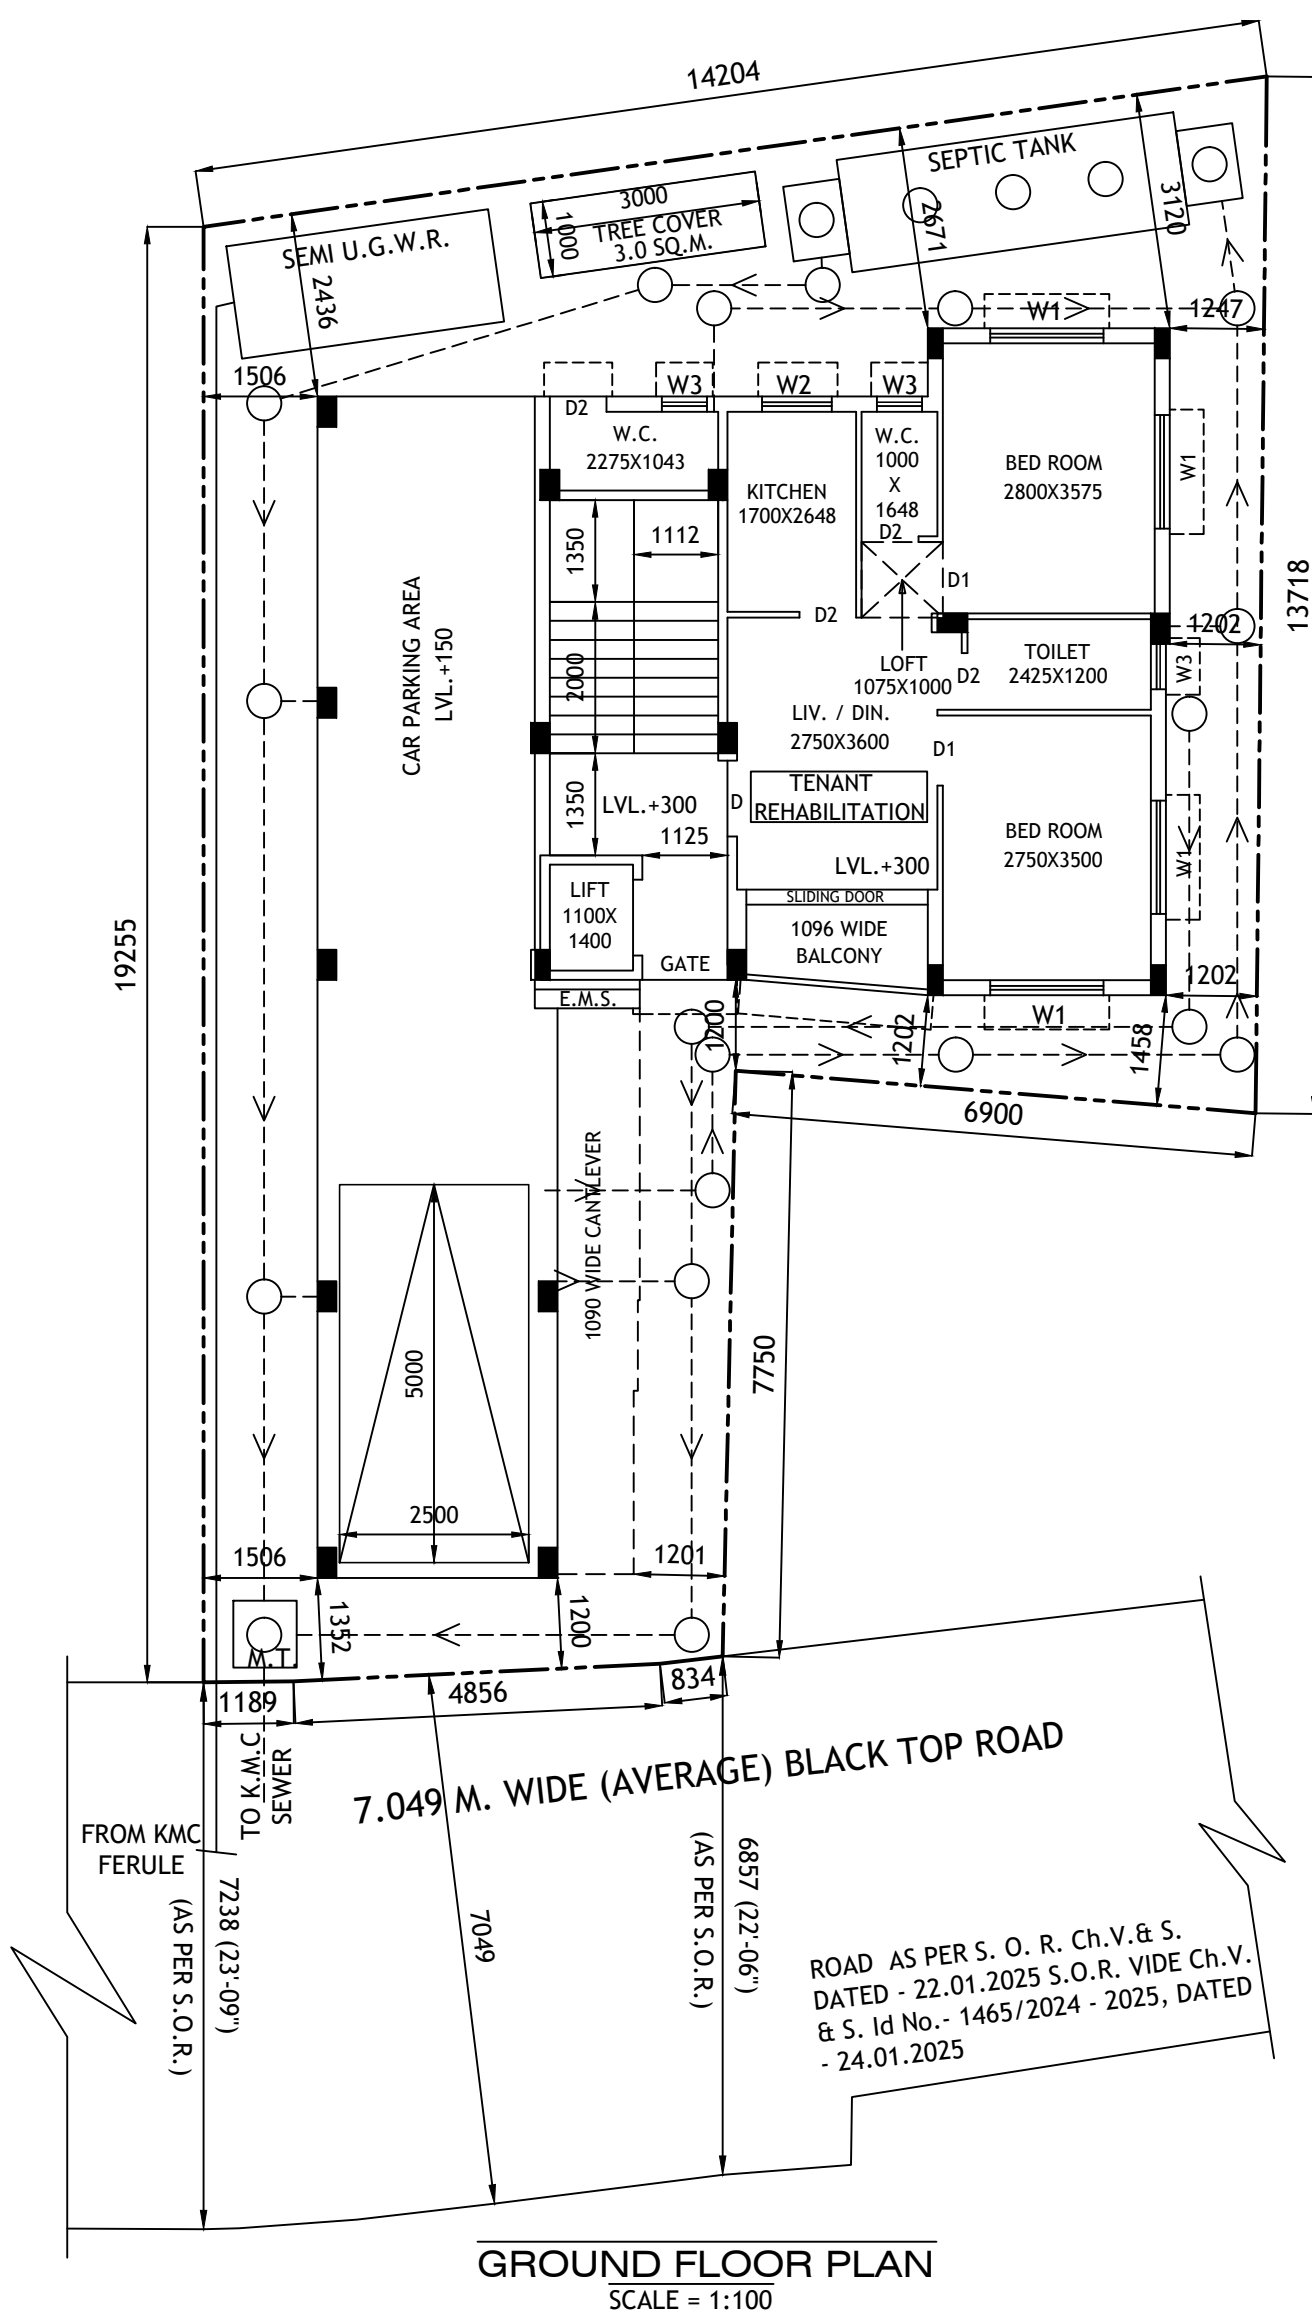 14204
SEPTIC TANK
3000
1000
TREE COVER
3.0 SQ.M.
SEMI U.G.W.R.
2436
2671
3120
W1
1247
1506
W3
W2
W3
D2
W.C.
2275X1043
W.C.
1000
X
1648
D2
KITCHEN
1700X2648
BED ROOM
2800X3575
W1
1350
1112
D1
D2
13718
1202
CAR PARKING AREA
LVL.+150
2000
LOFT
1075X1000
D2
TOILET
2425X1200
W3
LIV. / DIN.
2750X3600
D1
1350
LVL.+300
D
TENANT
REHABILITATION
1125
BED ROOM
2750X3500
W1
LVL.+300
LIFT
1100X
1400
SLIDING DOOR
1096 WIDE
BALCONY
19255
GATE
E.M.S.
1202
1200
1202
W1
1458
6900
1090 WIDE CANTILEVER
7750
5000
2500
1506
1201
1352
1200
M.T.
1189
4856
834
TO K.M.C
SEWER
7.049 M. WIDE (AVERAGE) BLACK TOP ROAD
FROM KMC
FERULE
7238 (23'-09")
(AS PER S.O.R.)
7049
6857 (22'-06")
(AS PER S.O.R.)
ROAD AS PER S. O. R. Ch.V.& S.
DATED - 22.01.2025 S.O.R. VIDE Ch.V.
& S. Id No.- 1465/2024 - 2025, DATED
- 24.01.2025
GROUND FLOOR PLAN
SCALE = 1:100